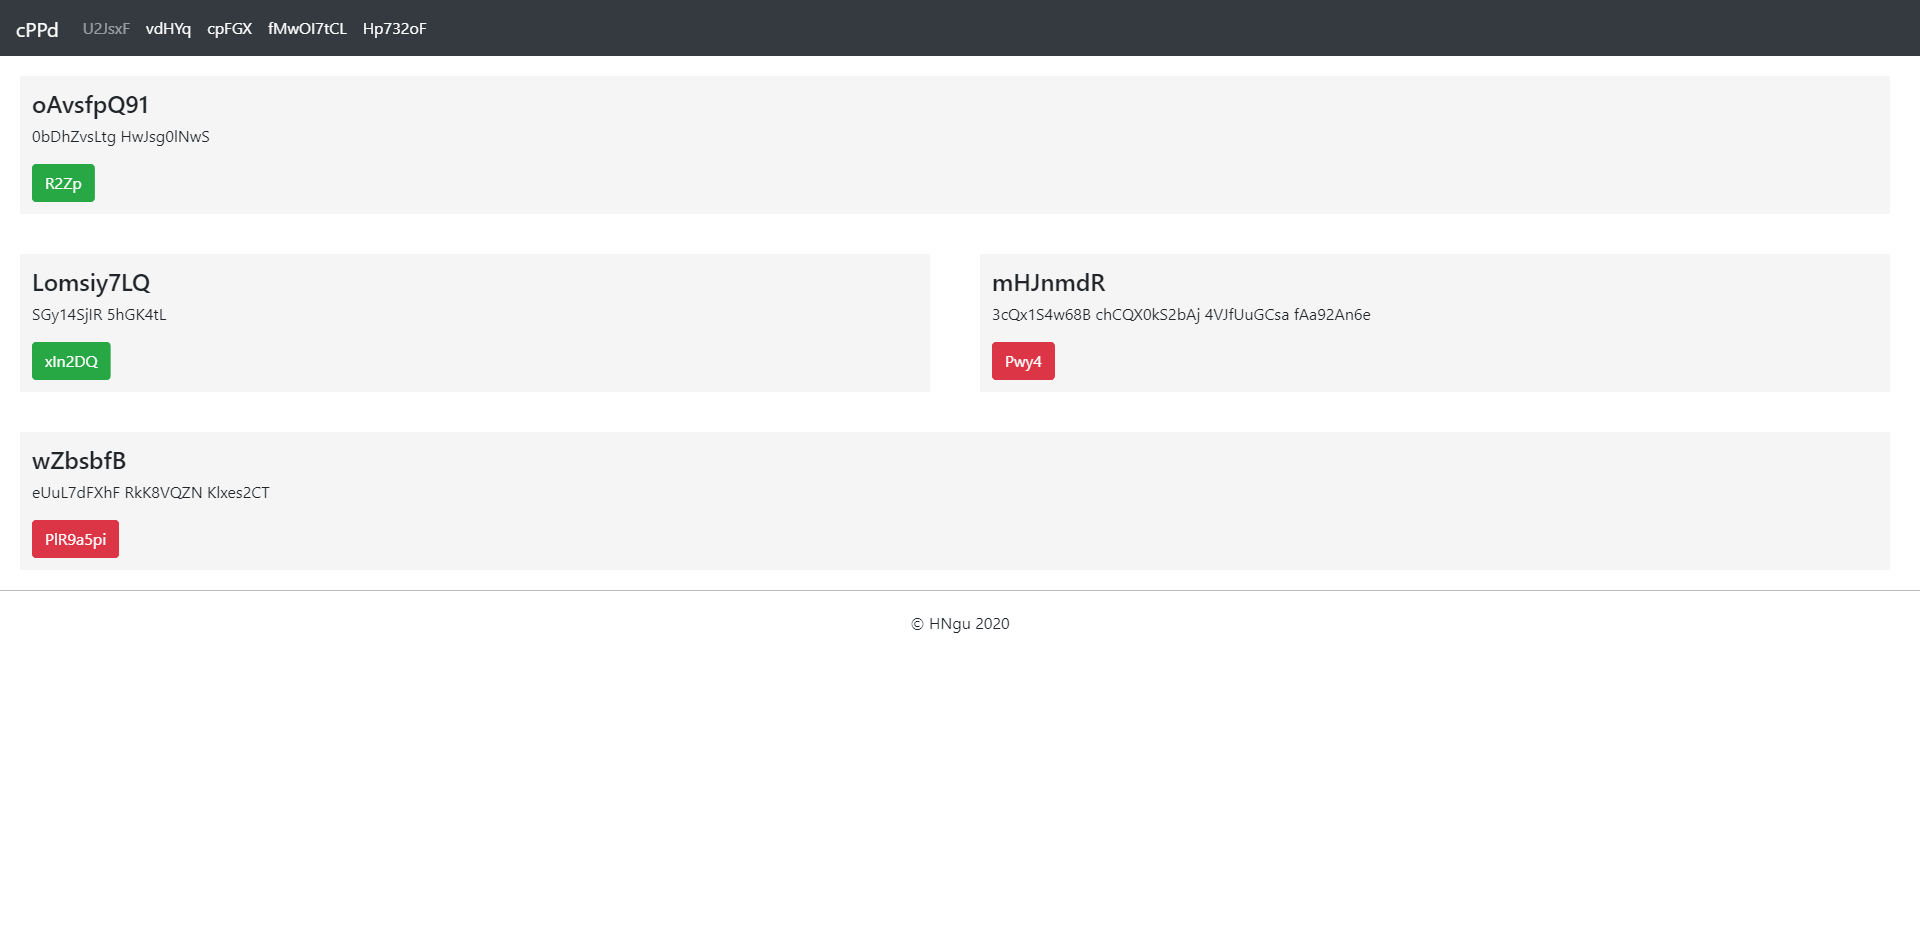 cPPd U2JsxF vdHYq cpFGX fMwOI7tCL Hp732oF
oAvsfpQ91
0bDhZvsLtg HwJsg0lNwS
R2Zp
Lomsiy7LQ
SGy14SjlR 5hGK4tL
xln2DQ
mHJnmdR
3cQx1S4w68B chCQX0kS2bAj 4VJfUuGCsa fAa92An6e
Pwy4
wZbsbfB
eUuL7dFXhF RkK8VQZN Klxes2CT
PlR9a5pi
© HNgu 2020